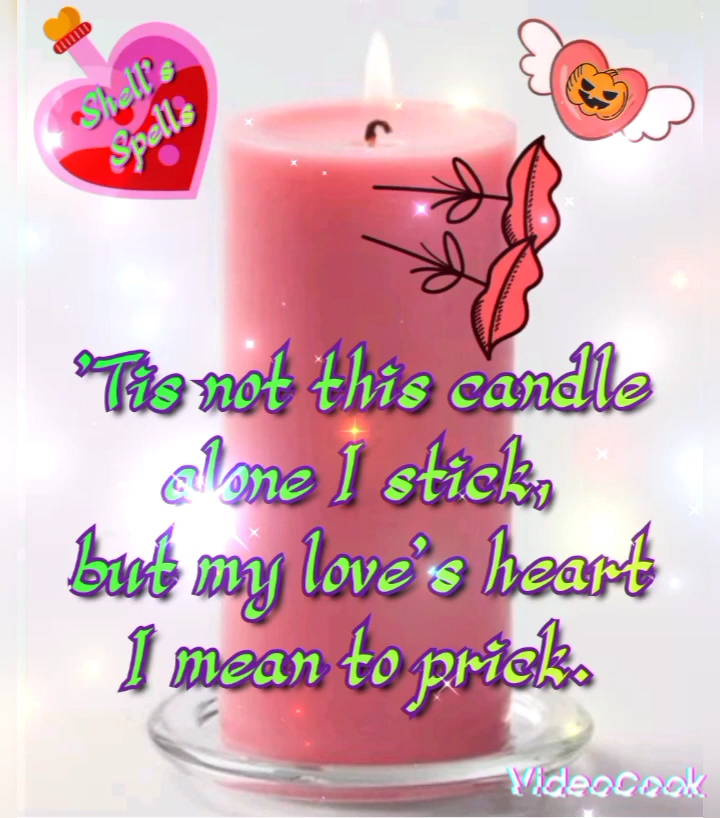 Shell's
Spells
'Tis not this candle
alone I stick,
but my love's heart
I mean to prick.
VideoCook